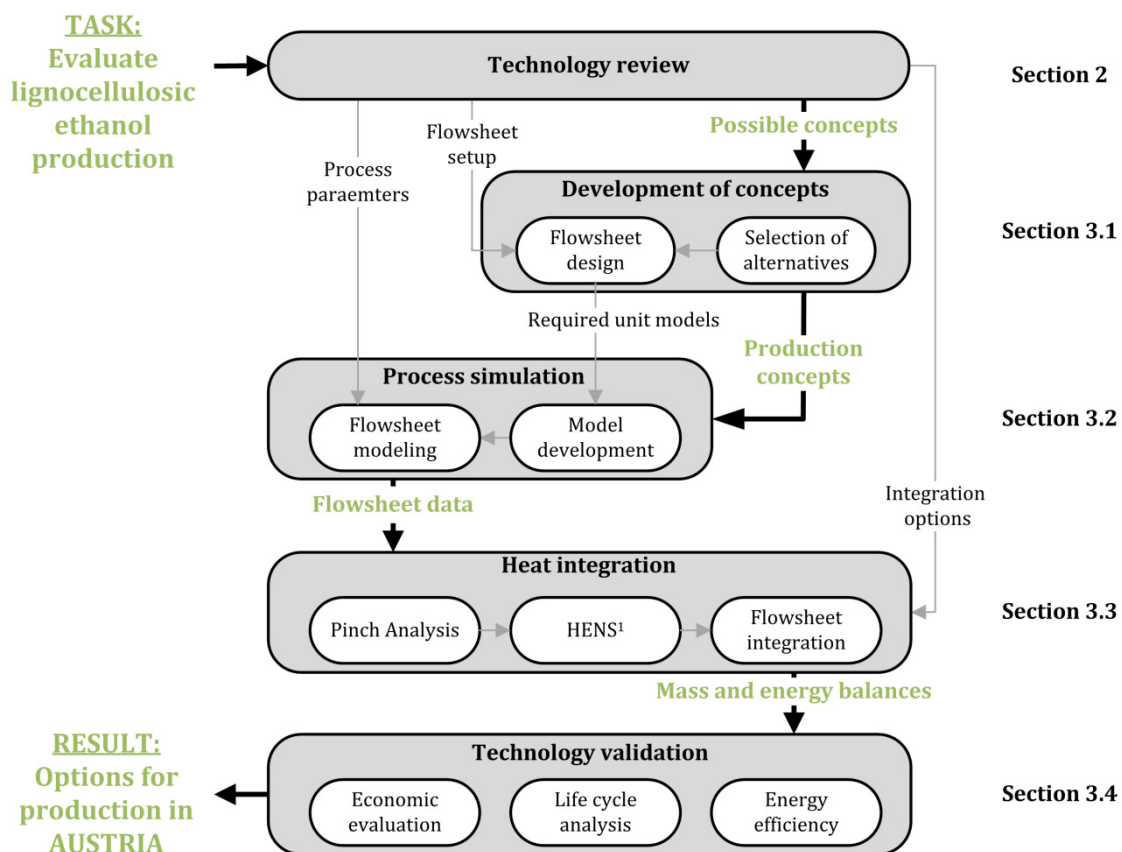 TASK:
Evaluate
lignocellulosic
ethanol
production
Technology review
Section 2
Flowsheet
setup
Possible concepts
Process
paraemters
Development of concepts
Flowsheet
design
Selection of
alternatives
Section 3.1
Required unit models
Production
concepts
Process simulation
Flowsheet
modeling
Model
development
Section 3.2
Flowsheet data
Integration
options
Heat integration
Pinch Analysis
HENS¹
Flowsheet
integration
Section 3.3
Mass and energy balances
RESULT:
Options for
production in
AUSTRIA
Technology validation
Economic
evaluation
Life cycle
analysis
Energy
efficiency
Section 3.4